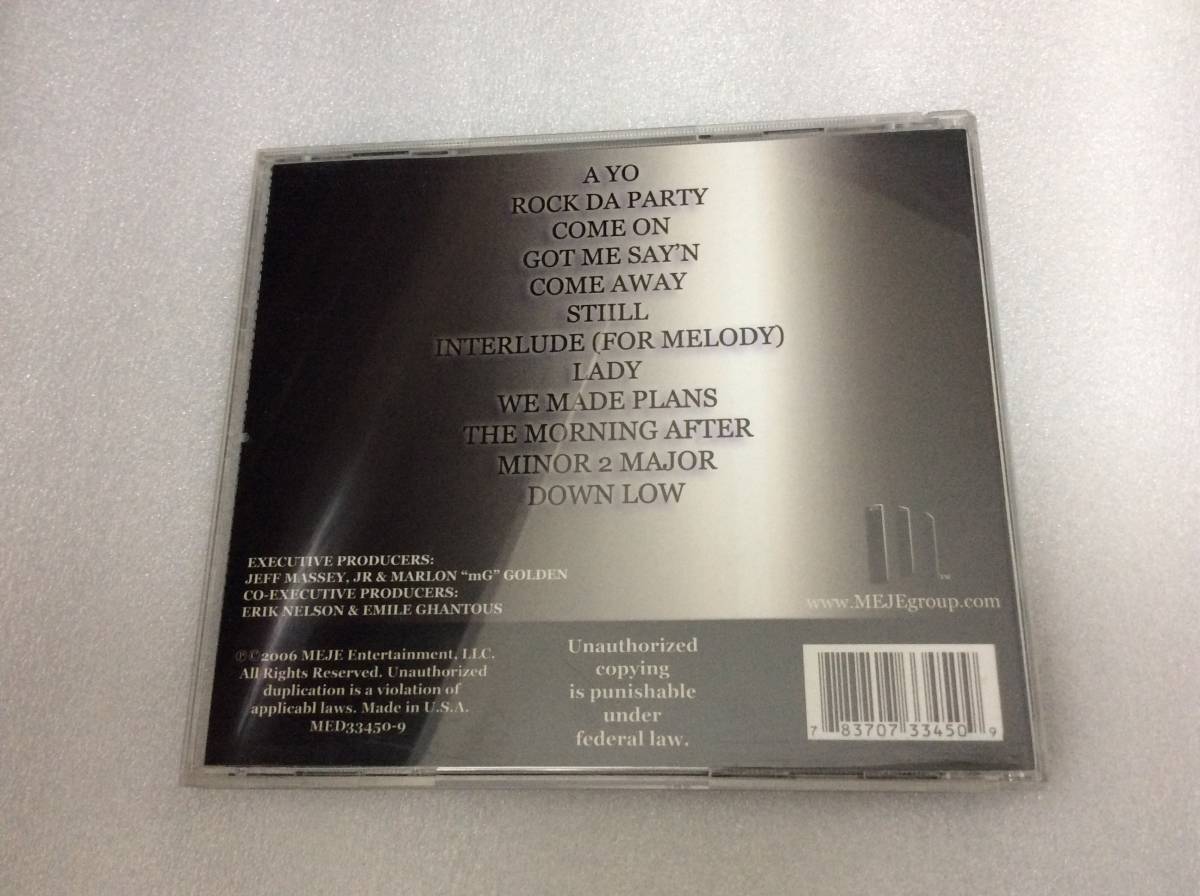 A YO
ROCK DA PARTY
COME ON
GOT ME SAY'N
COME AWAY
STIILL
INTERLUDE (FOR MELODY)
LADY
WE MADE PLANS
THE MORNING AFTER
MINOR 2 MAJOR
DOWN LOW
EXECUTIVE PRODUCERS:
JEFF MASSEY, JR & MARLON “mG” GOLDEN
CO-EXECUTIVE PRODUCERS:
ERIK NELSON & EMILE GHANTOUS
m™
www.MEJEgroup.com
℗©2006 MEJE Entertainment, LLC.
All Rights Reserved. Unauthorized
duplication is a violation of
applicabl laws. Made in U.S.A.
MED33450-9
Unauthorized
copying
is punishable
under
federal law.
7 83707 33450 9